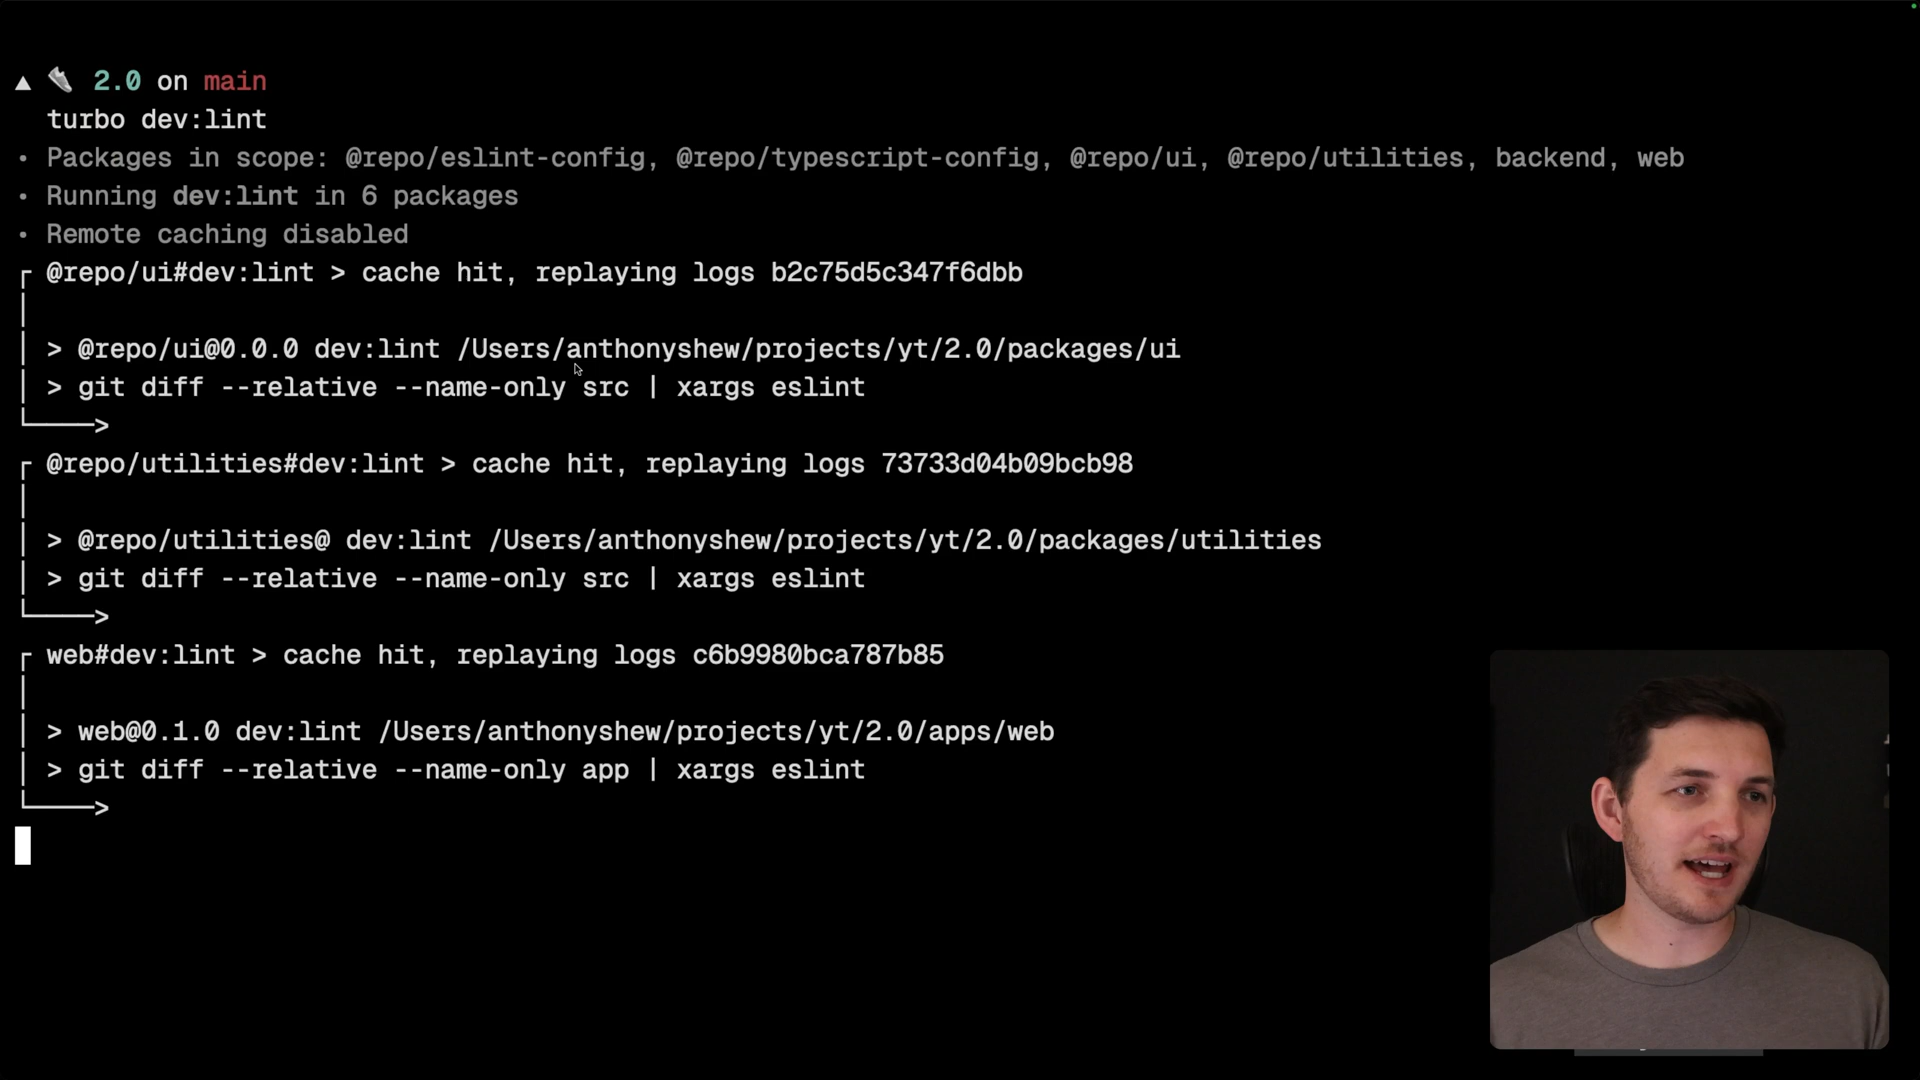 ▲ 2.0 on main
turbo dev:lint
• Packages in scope: @repo/eslint-config, @repo/typescript-config, @repo/ui, @repo/utilities, backend, web
• Running dev:lint in 6 packages
• Remote caching disabled
@repo/ui#dev:lint > cache hit, replaying logs b2c75d5c347f6dbb
> @repo/ui@0.0.0 dev:lint /Users/anthonyshew/projects/yt/2.0/packages/ui
> git diff --relative --name-only src | xargs eslint
>
@repo/utilities#dev:lint > cache hit, replaying logs 73733d04b09bcb98
> @repo/utilities@ dev:lint /Users/anthonyshew/projects/yt/2.0/packages/utilities
> git diff --relative --name-only src | xargs eslint
>
web#dev:lint > cache hit, replaying logs c6b9980bca787b85
> web@0.1.0 dev:lint /Users/anthonyshew/projects/yt/2.0/apps/web
> git diff --relative --name-only app | xargs eslint
>